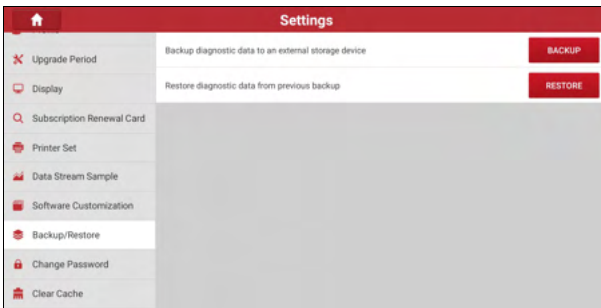 Settings
Upgrade Period
Display
Subscription Renewal Card
Printer Set
Data Stream Sample
Software Customization
Backup/Restore
Change Password
Clear Cache
Backup diagnostic data to an external storage device
BACKUP
Restore diagnostic data from previous backup
RESTORE